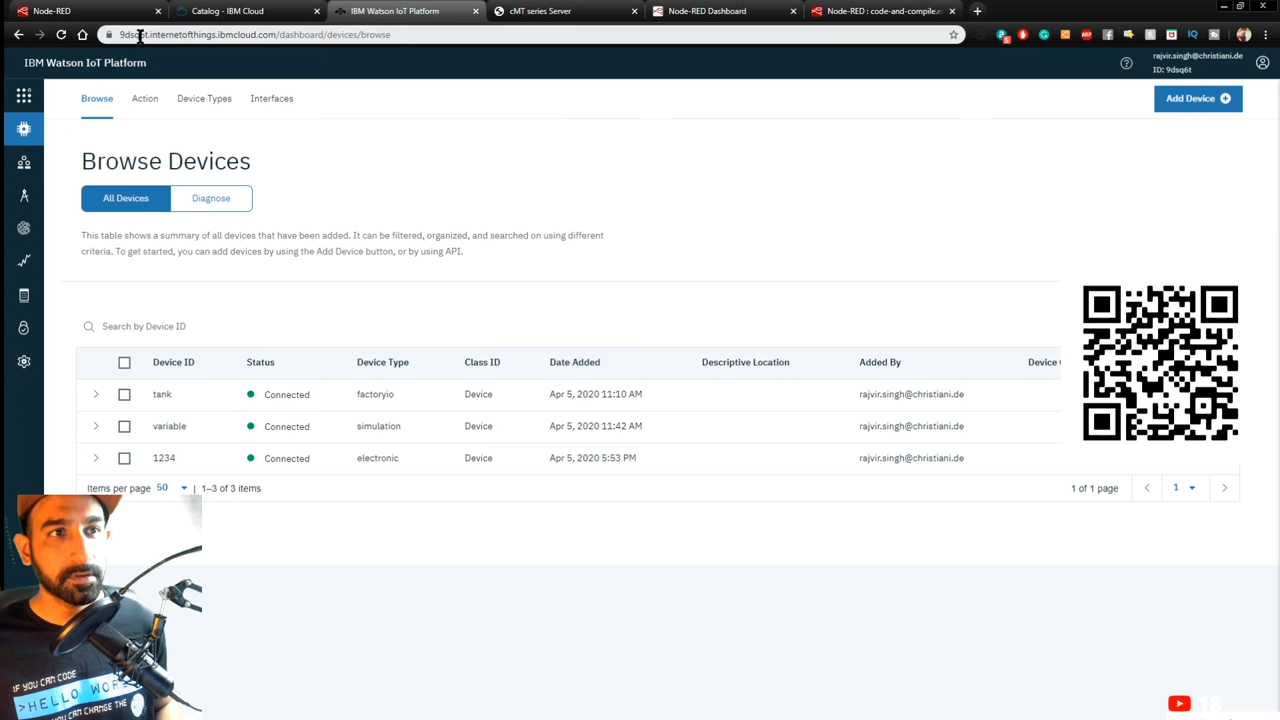 Node-RED
Catalog - IBM Cloud
IBM Watson IoT Platform
cMT series Server
Node-RED Dashboard
Node-RED : code-and-compile.e
.internetofthings.ibmcloud.com/dashboard/devices/browse
IBM Watson IoT Platform
rajvir.singh@christiani.de
ID: 9dsq6t
Browse
Action
Device Types
Interfaces
Add Device
Browse Devices
All Devices
Diagnose
This table shows a summary of all devices that have been added. It can be filtered, organized, and searched on using different
criteria. To get started, you can add devices by using the Add Device button, or by using API.
Search by Device ID
Device ID Status Device Type Class ID Date Added Descriptive Location Added By Device
tank Connected factoryio Device Apr 5, 2020 11:10 AM rajvir.singh@christiani.de
variable Connected simulation Device Apr 5, 2020 11:42 AM rajvir.singh@christiani.de
1234 Connected electronic Device Apr 5, 2020 5:53 PM rajvir.singh@christiani.de
Items per page 50 | 1–3 of 3 items
1 of 1 page 1
IF YOU CAN CODE
>HELLO WOR
YOU CAN CHANGE THE
18